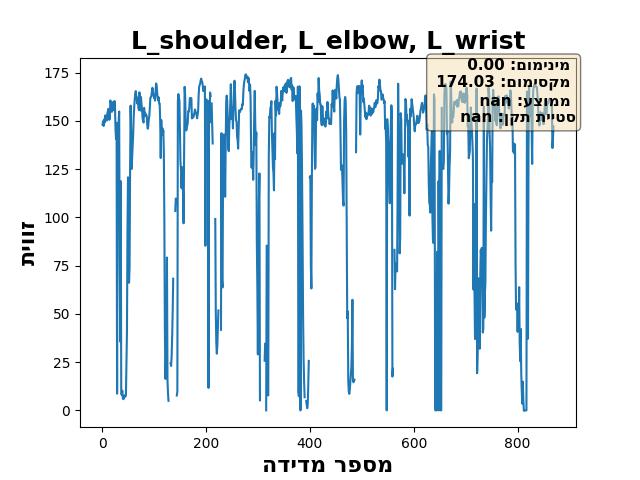 L_shoulder, L_elbow, L_wrist
מינימום: 0.00
מקסימום: 174.03
ממוצע: nan
סטיית תקן: nan
175
150
125
100
75
50
25
0
זווית
0 200 400 600 800
מספר מדידה